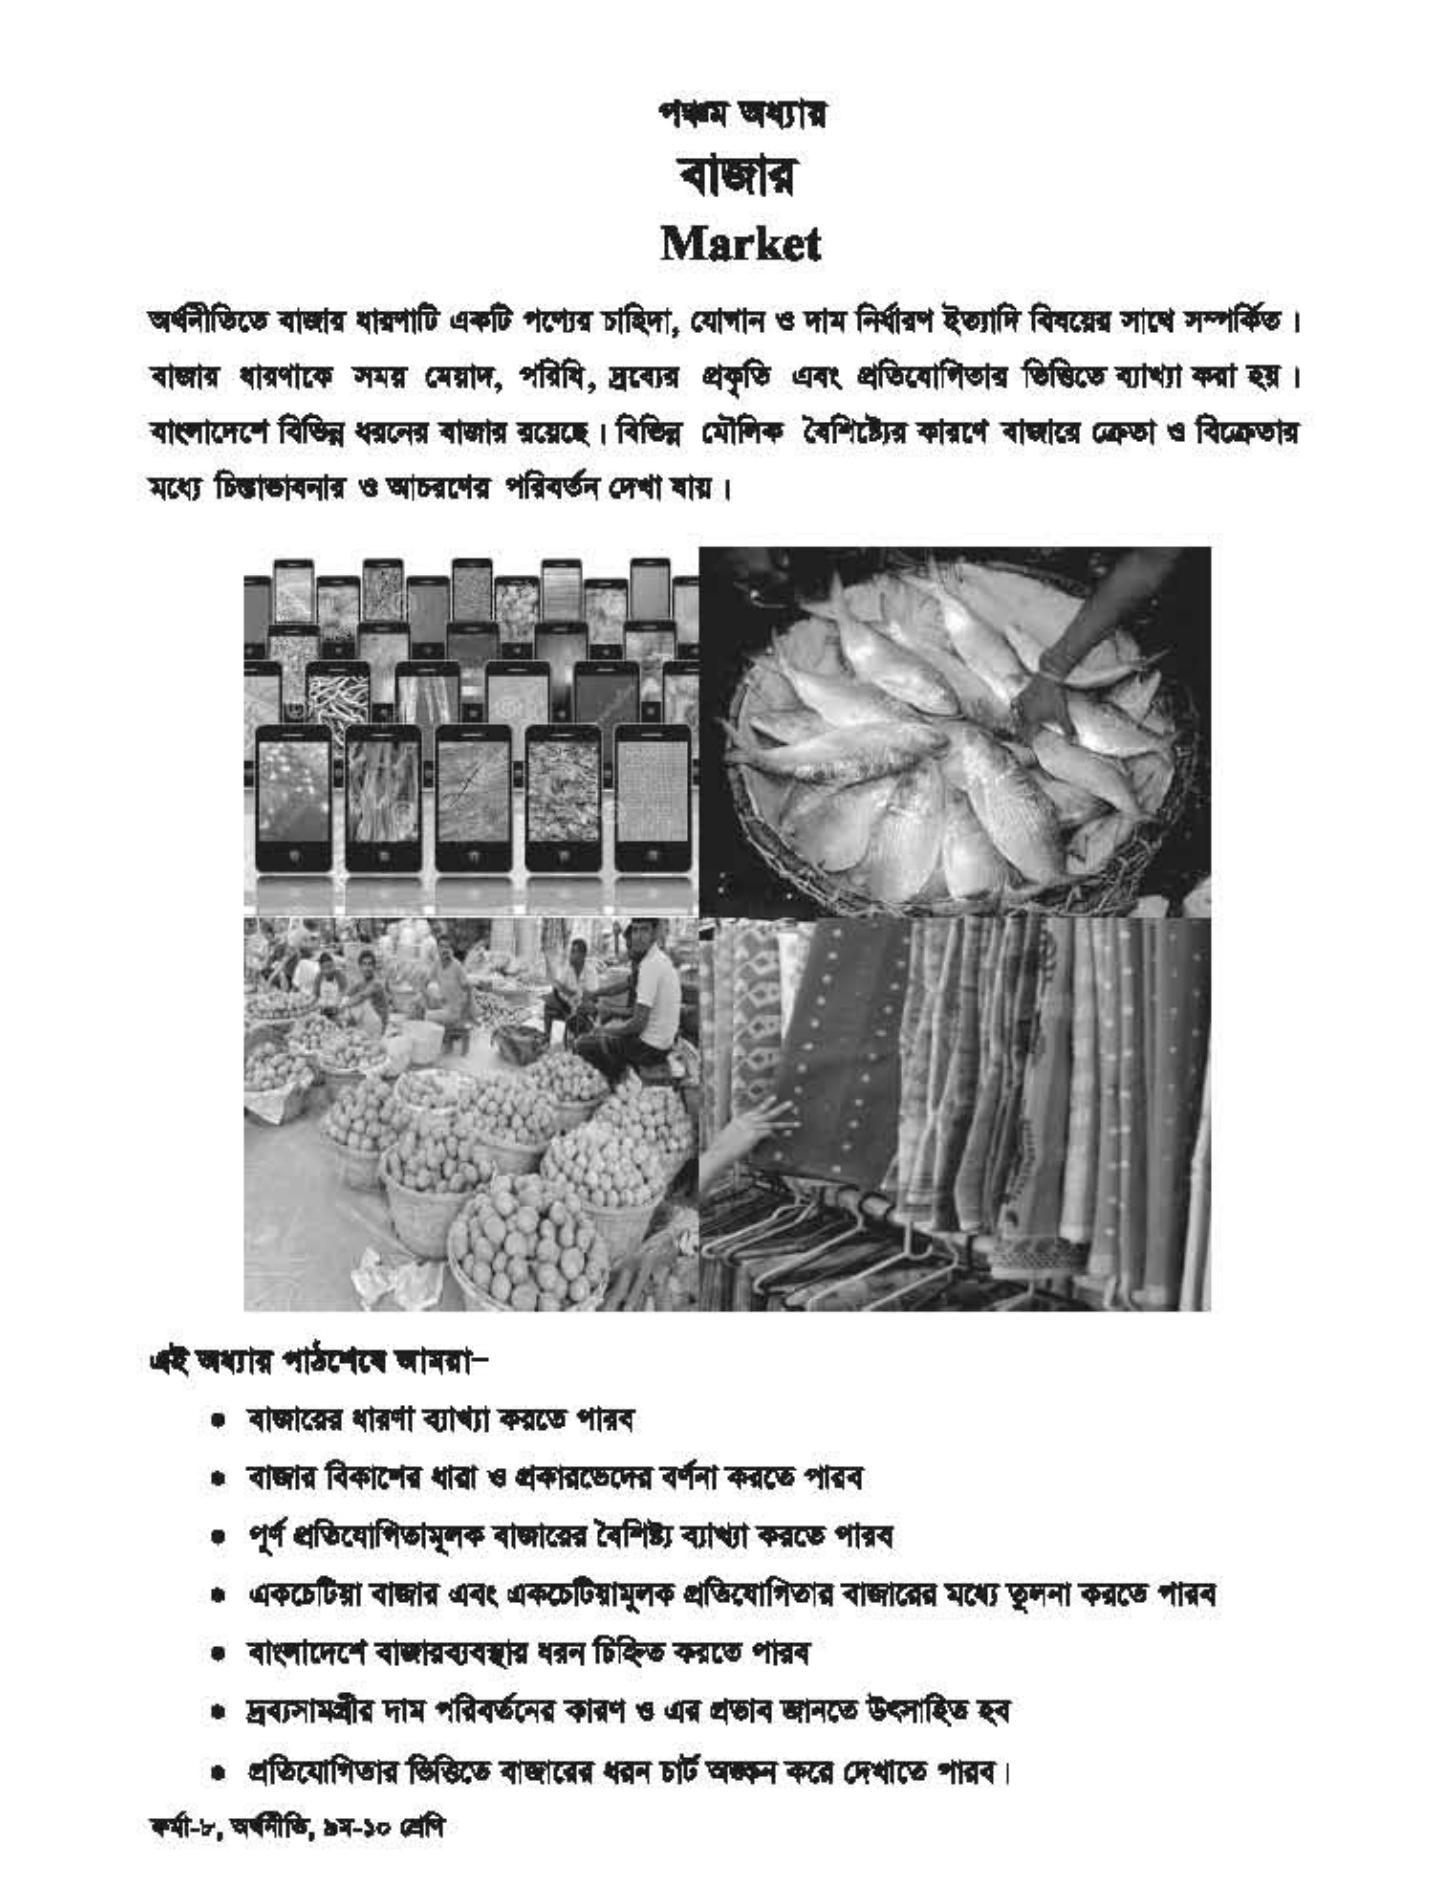 পঞ্চম অধ্যায়
বাজার
Market
অর্থনীতিতে বাজার ধারণাটি একটি পণ্যের চাহিদা, যোগান ও দাম নির্ধারণ ইত্যাদি বিষয়ের সাথে সম্পর্কিত।
বাজার ধারণাকে সময় মেয়াদ, পরিধি, দ্রব্যের প্রকৃতি এবং প্রতিযোগিতার ভিত্তিতে ব্যাখ্যা করা হয়।
বাংলাদেশে বিভিন্ন ধরনের বাজার রয়েছে। বিভিন্ন মৌলিক বৈশিষ্ট্যের কারণে বাজারে ক্রেতা ও বিক্রেতার
মধ্যে চিন্তাভাবনার ও আচরণের পরিবর্তন দেখা যায়।
এই অধ্যায় পাঠশেষে আমরা–
• বাজারের ধারণা ব্যাখ্যা করতে পারব
• বাজার বিকাশের ধারা ও প্রকারভেদের বর্ণনা করতে পারব
• পূর্ণ প্রতিযোগিতামূলক বাজারের বৈশিষ্ট্য ব্যাখ্যা করতে পারব
• একচেটিয়া বাজার এবং একচেটিয়ামুলক প্রতিযোগিতার বাজারের মধ্যে তুলনা করতে পারব
• বাংলাদেশে বাজারব্যবস্থার ধরন চিহ্নিত করতে পারব
• দ্রব্যসামগ্রীর দাম পরিবর্তনের কারণ ও এর প্রভাব জানতে উৎসাহিত হব
• প্রতিযোগিতার ভিত্তিতে বাজারের ধরন চার্ট অঙ্কন করে দেখাতে পারব।
ফর্মা-৮, অর্থনীতি, ৯ম-১০ শ্রেণি